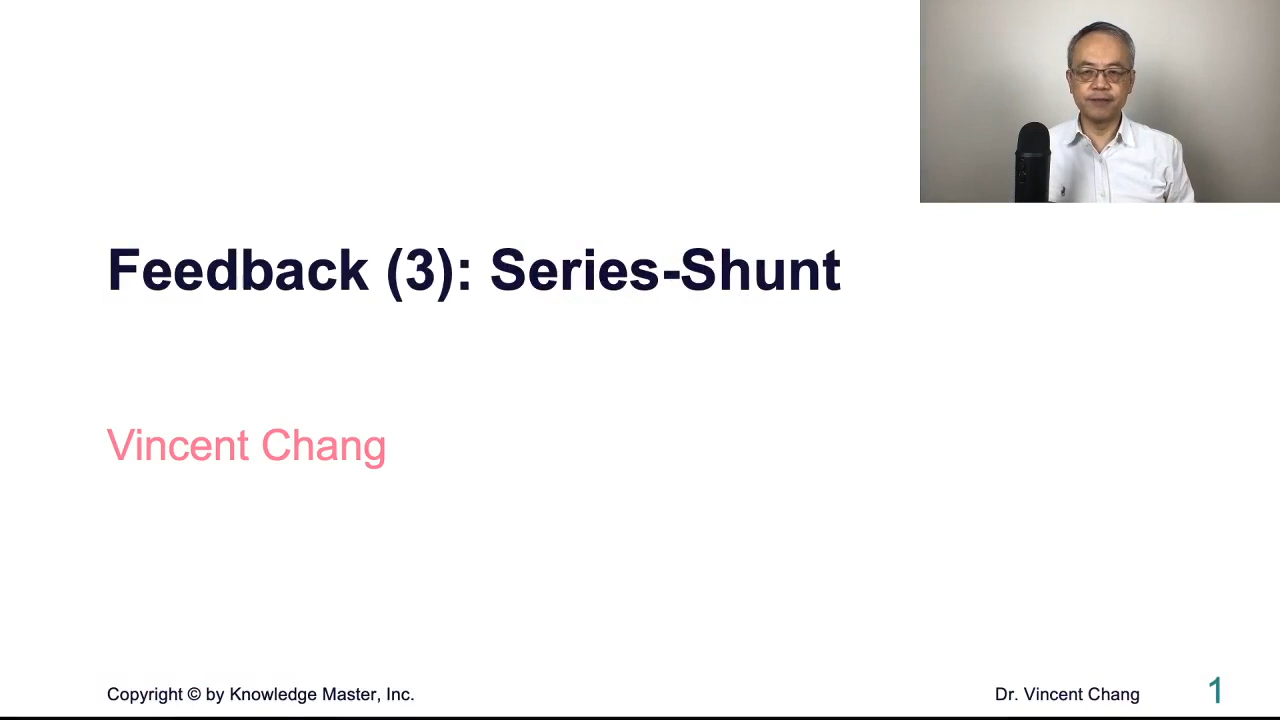 Feedback (3): Series-Shunt
Vincent Chang
Copyright © by Knowledge Master, Inc.
Dr. Vincent Chang
1